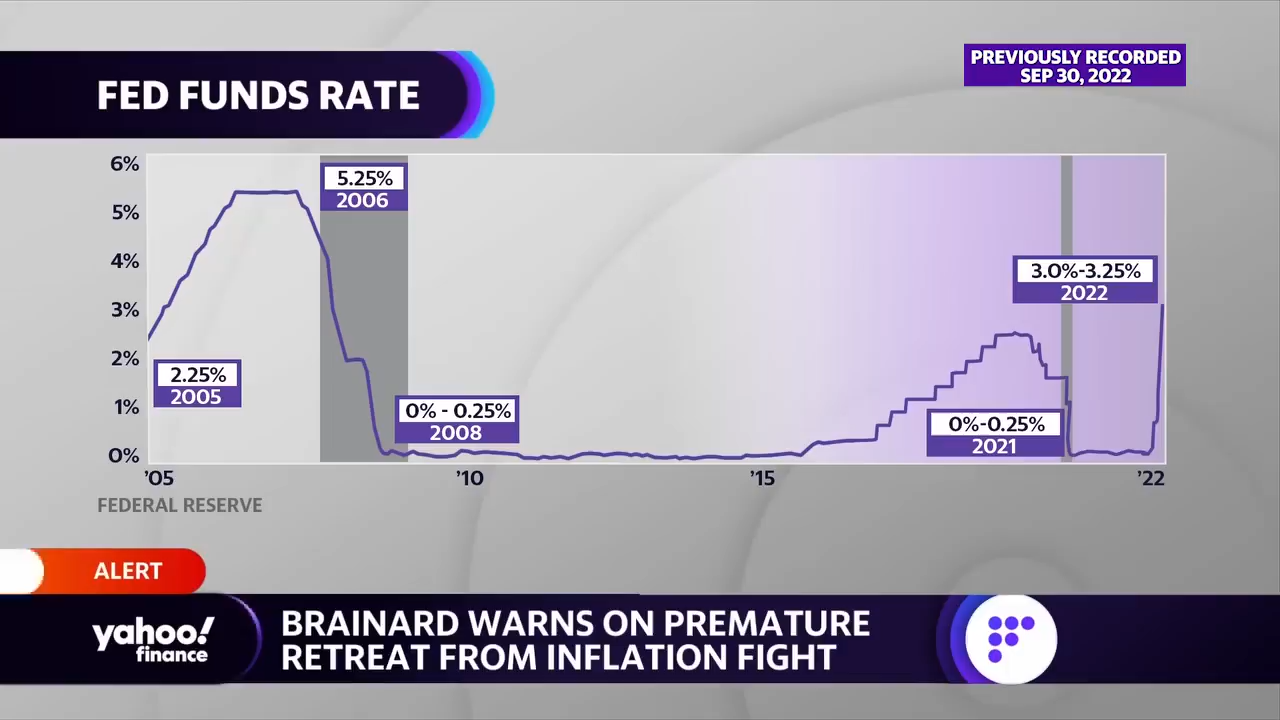 PREVIOUSLY RECORDED
SEP 30, 2022
FED FUNDS RATE
6%
5%
4%
3%
2%
1%
0%
5.25%
2006
3.0%-3.25%
2022
2.25%
2005
0% - 0.25%
2008
0%-0.25%
2021
'05
'10
'15
'22
FEDERAL RESERVE
ALERT
yahoo!
finance
BRAINARD WARNS ON PREMATURE
RETREAT FROM INFLATION FIGHT